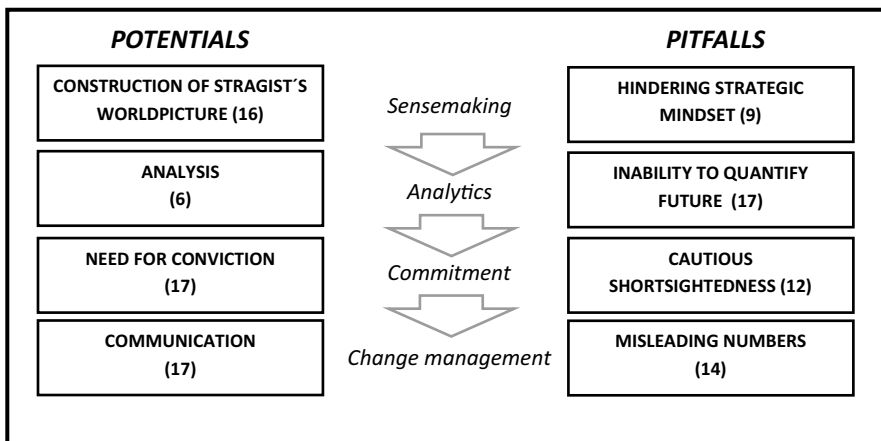 POTENTIALS
CONSTRUCTION OF STRAGIST´S
WORLDPICTURE (16)
ANALYSIS
(6)
NEED FOR CONVICTION
(17)
COMMUNICATION
(17)
Sensemaking
Analytics
Commitment
Change management
PITFALLS
HINDERING STRATEGIC
MINDSET (9)
INABILITY TO QUANTIFY
FUTURE (17)
CAUTIOUS
SHORTSIGHTEDNESS (12)
MISLEADING NUMBERS
(14)